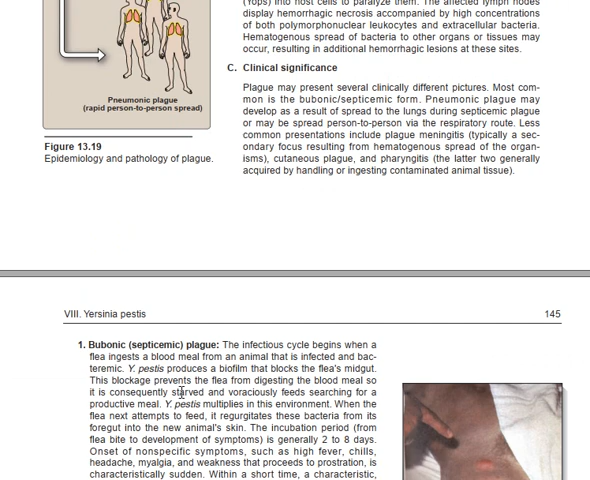 Pneumonic plague
(rapid person-to-person spread)
Figure 13.19
Epidemiology and pathology of plague.
(Yops) into host cells to paralyze them. The affected lymph nodes
display hemorrhagic necrosis accompanied by high concentrations
of both polymorphonuclear leukocytes and extracellular bacteria.
Hematogenous spread of bacteria to other organs or tissues may
occur, resulting in additional hemorrhagic lesions at these sites.
C. Clinical significance
Plague may present several clinically different pictures. Most com-
mon is the bubonic/septicemic form. Pneumonic plague may
develop as a result of spread to the lungs during septicemic plague
or may be spread person-to-person via the respiratory route. Less
common presentations include plague meningitis (typically a sec-
ondary focus resulting from hematogenous spread of the organ-
isms), cutaneous plague, and pharyngitis (the latter two generally
acquired by handling or ingesting contaminated animal tissue).
VIII. Yersinia pestis 145
1. Bubonic (septicemic) plague: The infectious cycle begins when a
flea ingests a blood meal from an animal that is infected and bac-
teremic. Y. pestis produces a biofilm that blocks the flea's midgut.
This blockage prevents the flea from digesting the blood meal so
it is consequently starved and voraciously feeds searching for a
productive meal. Y. pestis multiplies in this environment. When the
flea next attempts to feed, it regurgitates these bacteria from its
foregut into the new animal's skin. The incubation period (from
flea bite to development of symptoms) is generally 2 to 8 days.
Onset of nonspecific symptoms, such as high fever, chills,
headache, myalgia, and weakness that proceeds to prostration, is
characteristically sudden. Within a short time, a characteristic,